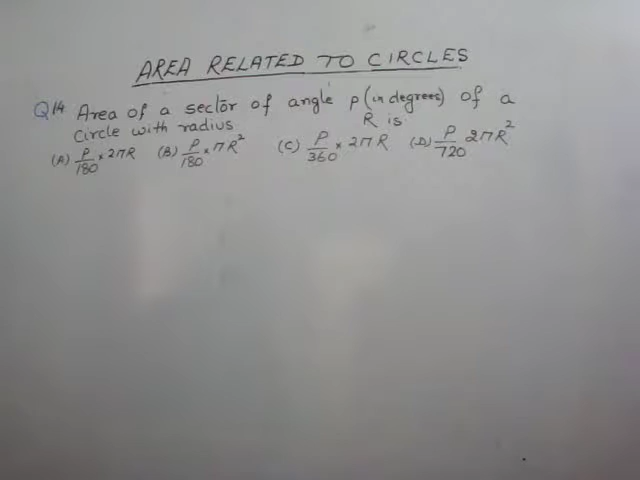 AREA RELATED TO CIRCLES
Q14 Area of a sector of angle p (in degrees) of a
circle with radius R is
(A) P/180 × 2πR (B) P/180 × πR² (C) P/360 × 2πR (D) P/720 2πR²